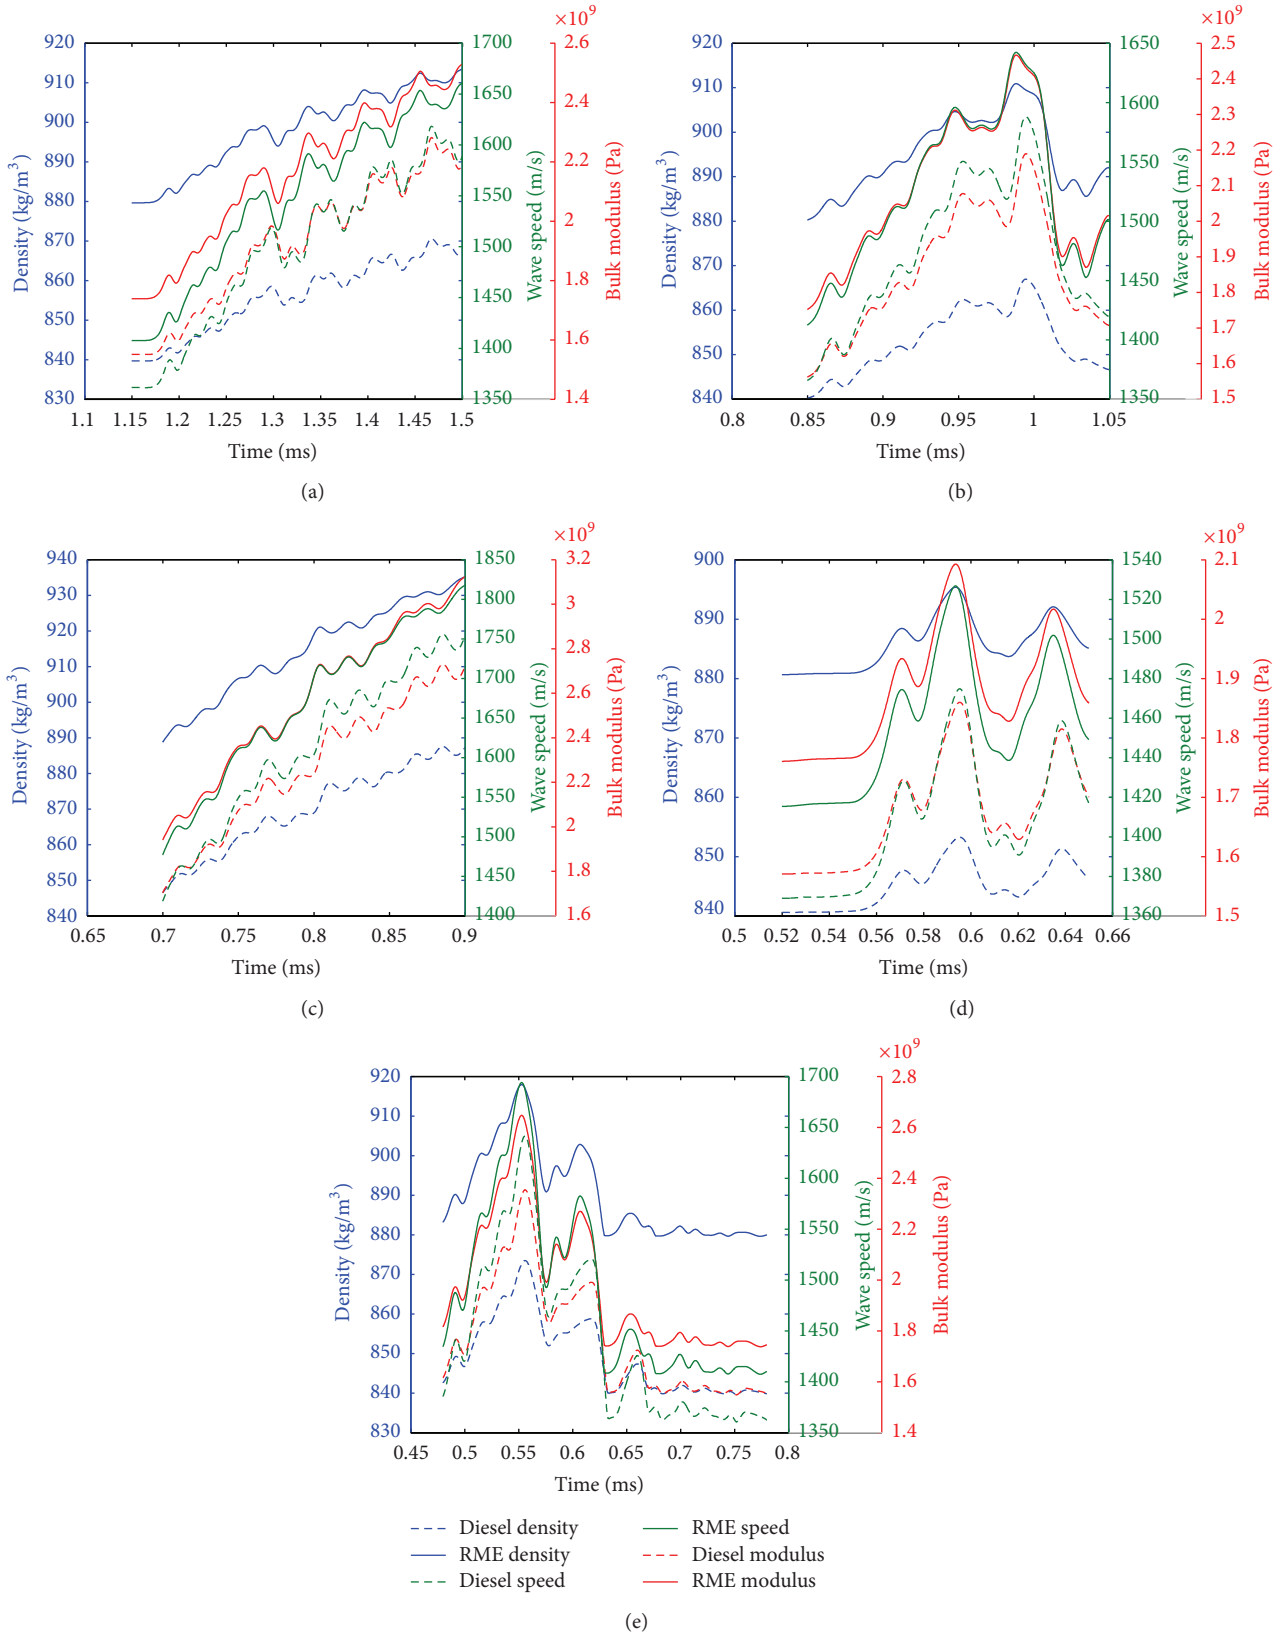 ×10⁹
920 910 900 890 880 870 860 850 840 830
Density (kg/m³)
1700 1650 1600 1550 1500 1450 1400 1350
Wave speed (m/s)
2.6 2.4 2.2 2 1.8 1.6 1.4
Bulk modulus (Pa)
1.1 1.15 1.2 1.25 1.3 1.35 1.4 1.45 1.5
Time (ms)
(a)
×10⁹
920 910 900 890 880 870 860 850 840
Density (kg/m³)
1650 1600 1550 1500 1450 1400 1350
Wave speed (m/s)
2.5 2.4 2.3 2.2 2.1 2 1.9 1.8 1.7 1.6 1.5
Bulk modulus (Pa)
0.8 0.85 0.9 0.95 1 1.05
Time (ms)
(b)
×10⁹
940 930 920 910 900 890 880 870 860 850 840
Density (kg/m³)
1850 1800 1750 1700 1650 1600 1550 1500 1450 1400
Wave speed (m/s)
3.2 3 2.8 2.6 2.4 2.2 2 1.8 1.6
Bulk modulus (Pa)
0.65 0.7 0.75 0.8 0.85 0.9
Time (ms)
(c)
×10⁹
900 890 880 870 860 850 840
Density (kg/m³)
1540 1520 1500 1480 1460 1440 1420 1400 1380 1360
Wave speed (m/s)
2.1 2 1.9 1.8 1.7 1.6 1.5
Bulk modulus (Pa)
0.5 0.52 0.54 0.56 0.58 0.6 0.62 0.64 0.66
Time (ms)
(d)
×10⁹
920 910 900 890 880 870 860 850 840 830
Density (kg/m³)
1700 1650 1600 1550 1500 1450 1400 1350
Wave speed (m/s)
2.8 2.6 2.4 2.2 2 1.8 1.6 1.4
Bulk modulus (Pa)
0.45 0.5 0.55 0.6 0.65 0.7 0.75 0.8
Time (ms)
Diesel density
RME density
Diesel speed
RME speed
Diesel modulus
RME modulus
(e)